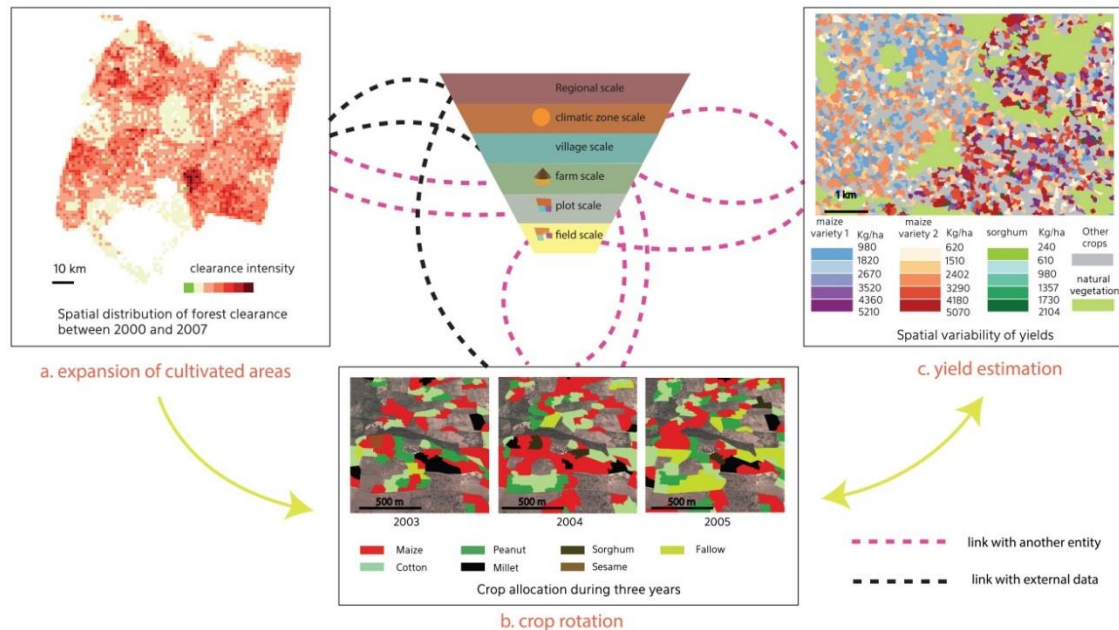 10 km
clearance intensity
Spatial distribution of forest clearance
between 2000 and 2007
a. expansion of cultivated areas
Regional scale
climatic zone scale
village scale
farm scale
plot scale
field scale
1 km
maize
variety 1
Kg/ha
980
1820
2670
3520
4360
5210
maize
variety 2
Kg/ha
620
1510
2402
3290
4180
5070
sorghum
Kg/ha
240
610
980
1357
1730
2104
Other
crops
natural
vegetation
Spatial variability of yields
c. yield estimation
500 m
500 m
500 m
2003
2004
2005
Maize
Peanut
Sorghum
Fallow
Cotton
Millet
Sesame
Crop allocation during three years
b. crop rotation
link with another entity
link with external data